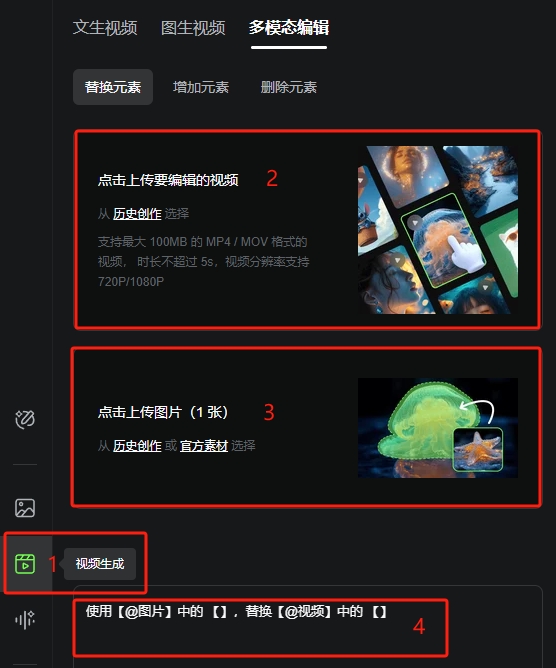 文生视频 图生视频 多模态编辑
替换元素 增加元素 删除元素
点击上传要编辑的视频 2
从 历史创作 选择
支持最大 100MB 的 MP4 / MOV 格式的
视频， 时长不超过 5s，视频分辨率支持
720P/1080P
点击上传图片（1 张） 3
从 历史创作 或 官方素材 选择
1 视频生成
使用【@图片】中的 【】，替换【@视频】中的 【】
4